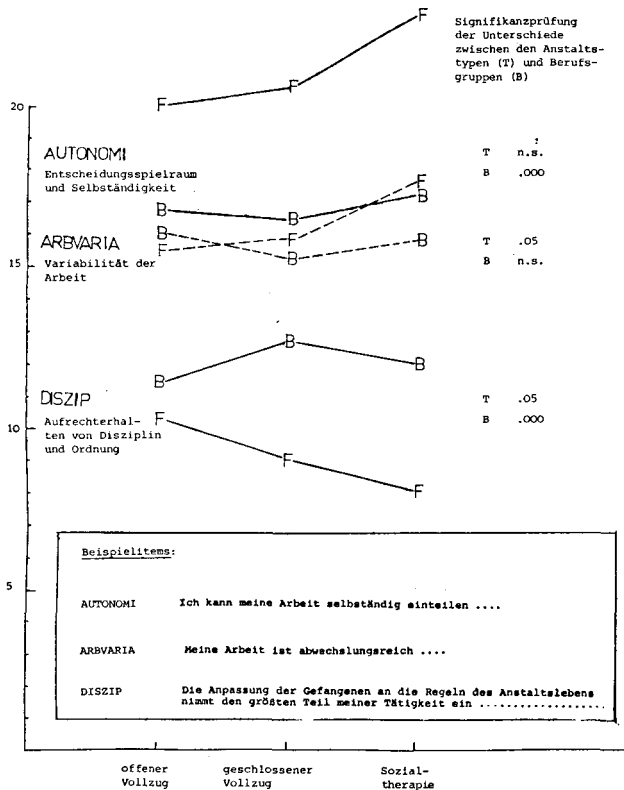 Signifikanzprüfung
der Unterschiede
zwischen den Anstalts-
typen (T) und Berufs-
gruppen (B)
F
F
F
20
AUTONOMI
Entscheidungsspielraum
und Selbständigkeit
T n.s.
B .000
B
B
B
F
ARBVARIA
Variabilität der
Arbeit
B
F
F
B
B
T .05
B n.s.
15
B
B
B
DISZIP
Aufrechterhal-
ten von Disziplin
und Ordnung
T .05
B .000
10
F
F
F
Beispielitems:
5
AUTONOMI Ich kann meine Arbeit selbständig einteilen ....
ARBVARIA Meine Arbeit ist abwechslungsreich ....
DISZIP Die Anpassung der Gefangenen an die Regeln des Anstaltslebens
nimmt den größten Teil meiner Tätigkeit ein ..................
offener
Vollzug
geschlossener
Vollzug
Sozial-
therapie